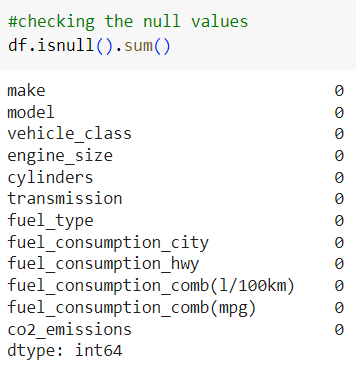 #checking the null values
df.isnull().sum()
make 0
model 0
vehicle_class 0
engine_size 0
cylinders 0
transmission 0
fuel_type 0
fuel_consumption_city 0
fuel_consumption_hwy 0
fuel_consumption_comb(l/100km) 0
fuel_consumption_comb(mpg) 0
co2_emissions 0
dtype: int64